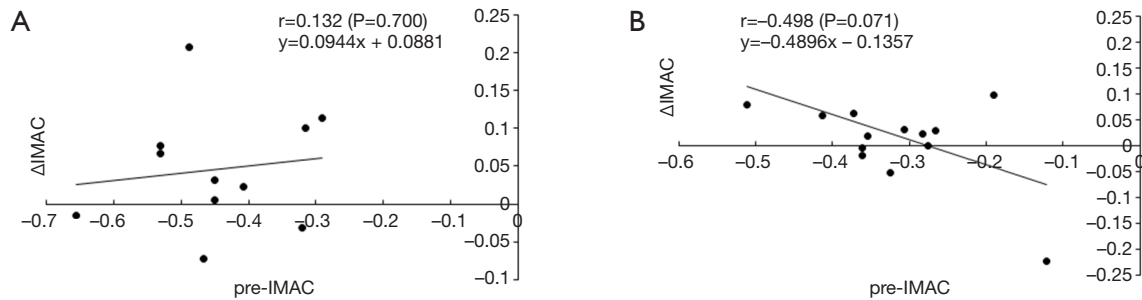 A
r=0.132 (P=0.700)
y=0.0944x + 0.0881
ΔIMAC
0.25
0.2
0.15
0.1
0.05
0
−0.05
−0.1
−0.7 −0.6 −0.5 −0.4 −0.3 −0.2 −0.1 0
pre-IMAC
B
r=−0.498 (P=0.071)
y=−0.4896x − 0.1357
ΔIMAC
0.25
0.2
0.15
0.1
0.05
0
−0.05
−0.1
−0.15
−0.2
−0.25
−0.6 −0.5 −0.4 −0.3 −0.2 −0.1 0
pre-IMAC